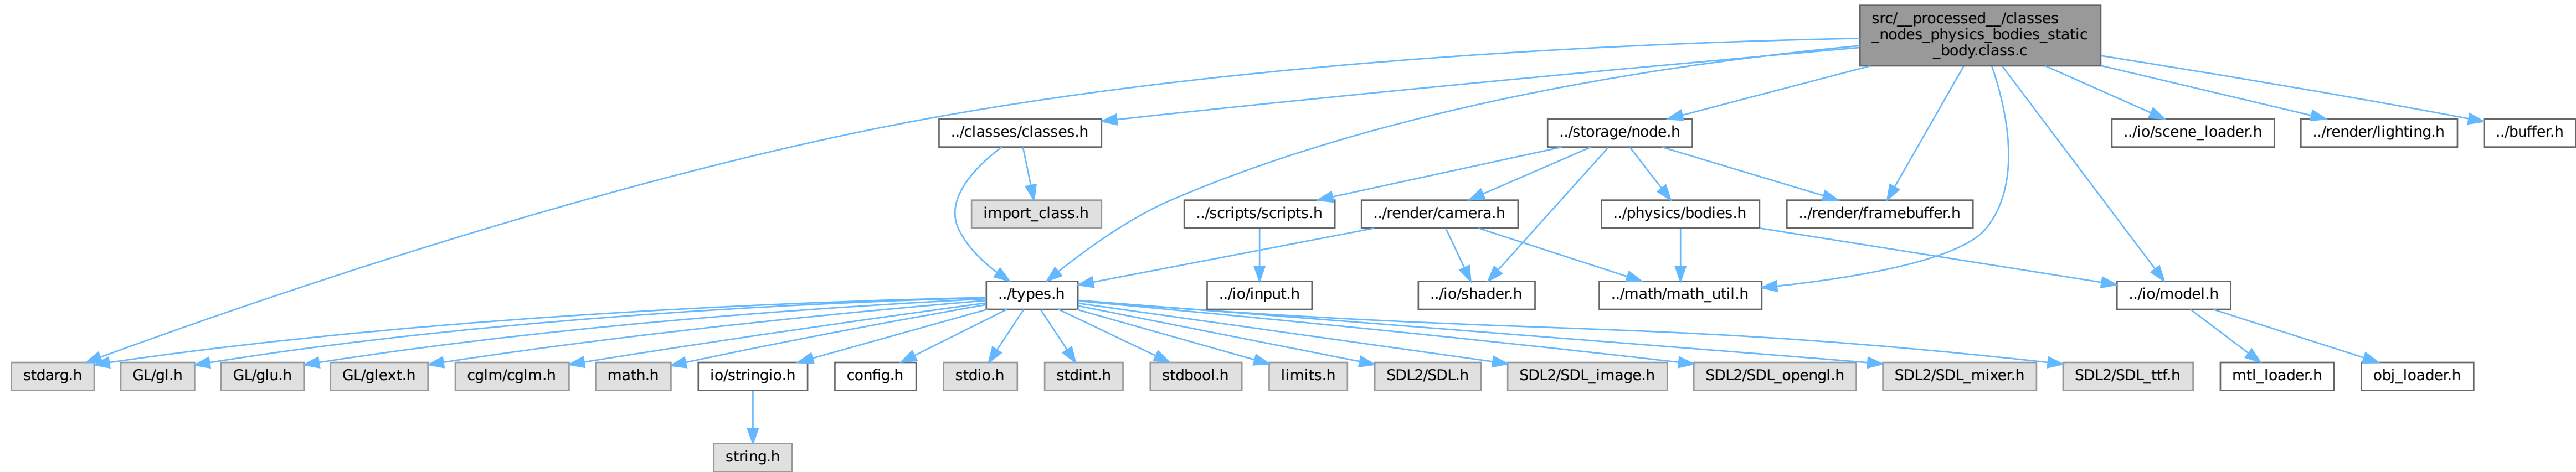 src/__processed__/classes
_nodes_physics_bodies_static
_body.class.c
../classes/classes.h
../storage/node.h
../io/scene_loader.h
../render/lighting.h
../buffer.h
import_class.h
../scripts/scripts.h
../render/camera.h
../physics/bodies.h
../render/framebuffer.h
../types.h
../io/input.h
../io/shader.h
../math/math_util.h
../io/model.h
stdarg.h
GL/gl.h
GL/glu.h
GL/glext.h
cglm/cglm.h
math.h
io/stringio.h
config.h
stdio.h
stdint.h
stdbool.h
limits.h
SDL2/SDL.h
SDL2/SDL_image.h
SDL2/SDL_opengl.h
SDL2/SDL_mixer.h
SDL2/SDL_ttf.h
mtl_loader.h
obj_loader.h
string.h